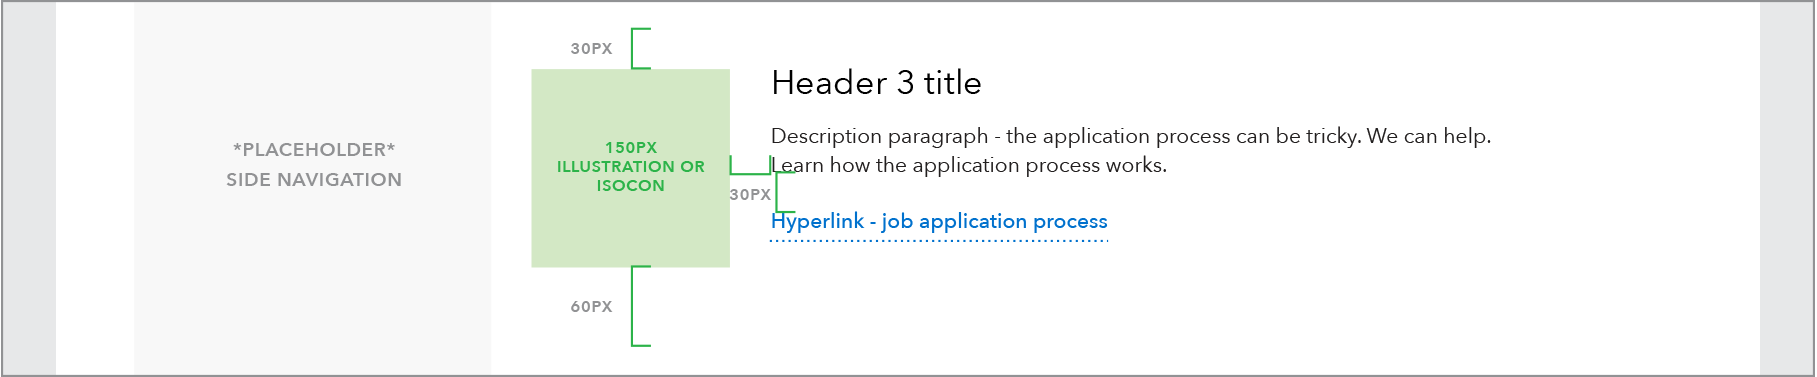 30PX
Header 3 title
*PLACEHOLDER*
SIDE NAVIGATION
150PX
ILLUSTRATION OR
ISOCON
Description paragraph - the application process can be tricky. We can help.
Learn how the application process works.
30PX
Hyperlink - job application process
60PX